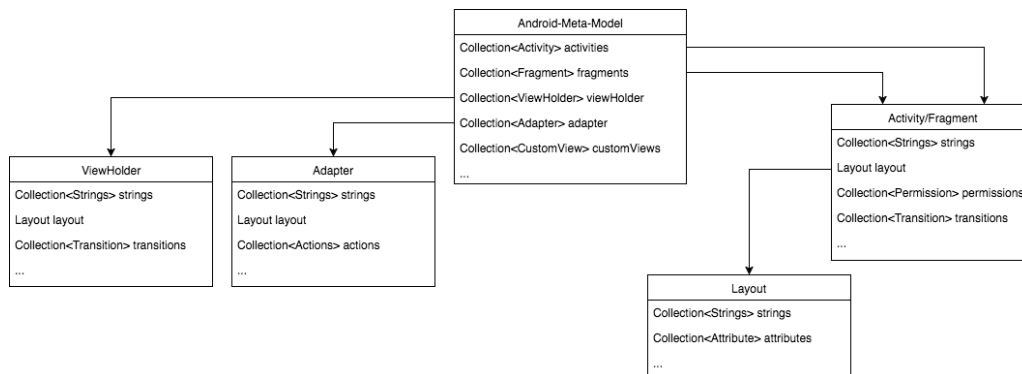 Android-Meta-Model
Collection<Activity> activities
Collection<Fragment> fragments
Collection<ViewHolder> viewHolder
Collection<Adapter> adapter
Collection<CustomView> customViews
...
ViewHolder
Collection<Strings> strings
Layout layout
Collection<Transition> transitions
...
Adapter
Collection<Strings> strings
Layout layout
Collection<Actions> actions
...
Activity/Fragment
Collection<Strings> strings
Layout layout
Collection<Permission> permissions
Collection<Transition> transitions
...
Layout
Collection<Strings> strings
Collection<Attribute> attributes
...